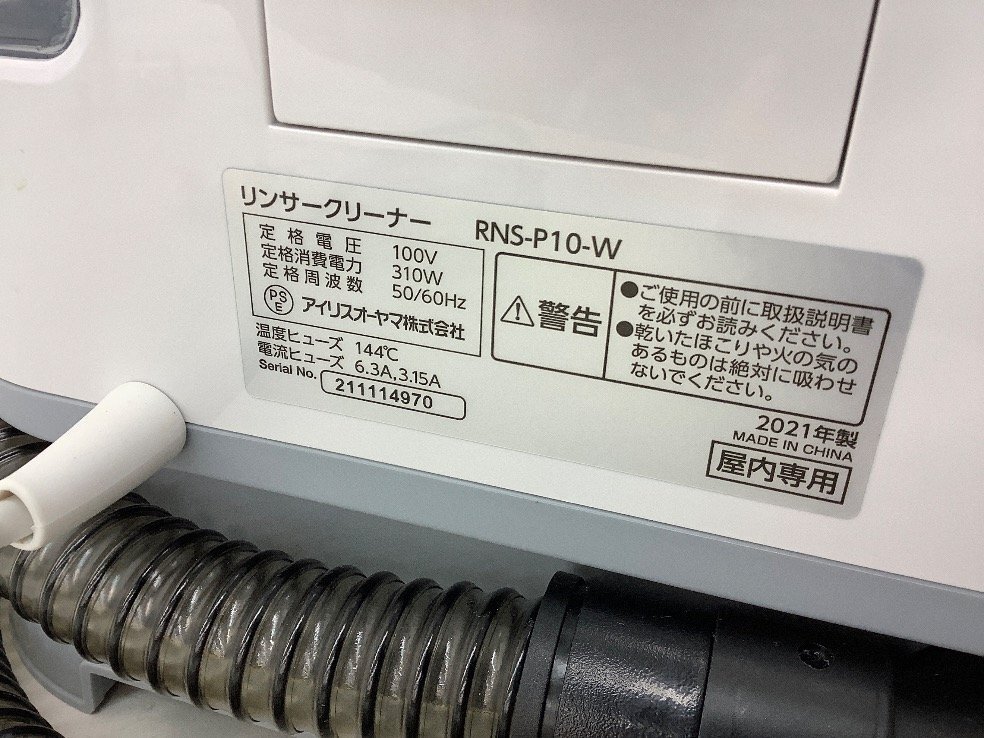 リンサークリーナー RNS-P10-W
定格電圧 100V
定格消費電力 310W
定格周波数 50/60Hz
PSE アイリスオーヤマ株式会社
温度ヒューズ 144℃
電流ヒューズ 6.3A,3.15A
Serial No. 211114970
警告
●ご使用の前に取扱説明書
を必ずお読みください。
●乾いたほこりや火の気の
あるものは絶対に吸わせ
ないでください。
2021年製
MADE IN CHINA
屋内専用